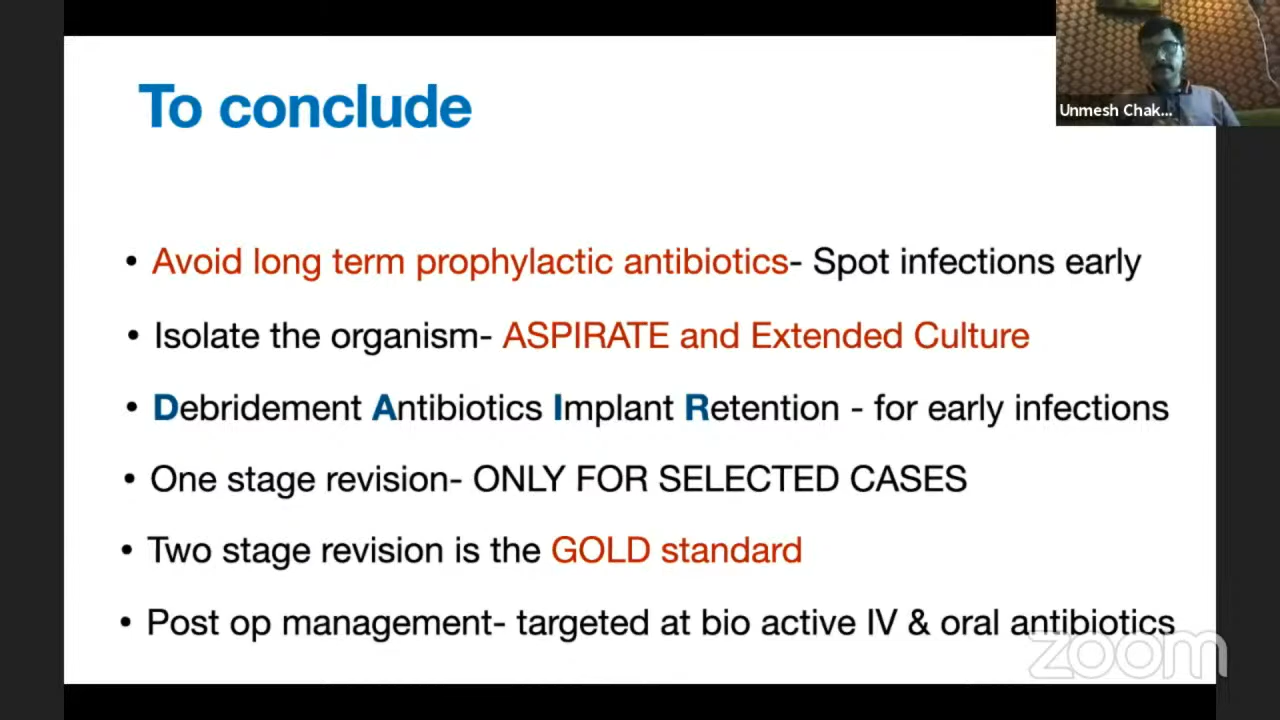 To conclude
Unmesh Chak...
• Avoid long term prophylactic antibiotics- Spot infections early
• Isolate the organism- ASPIRATE and Extended Culture
• Debridement Antibiotics Implant Retention - for early infections
• One stage revision- ONLY FOR SELECTED CASES
• Two stage revision is the GOLD standard
• Post op management- targeted at bio active IV & oral antibiotics
zoom